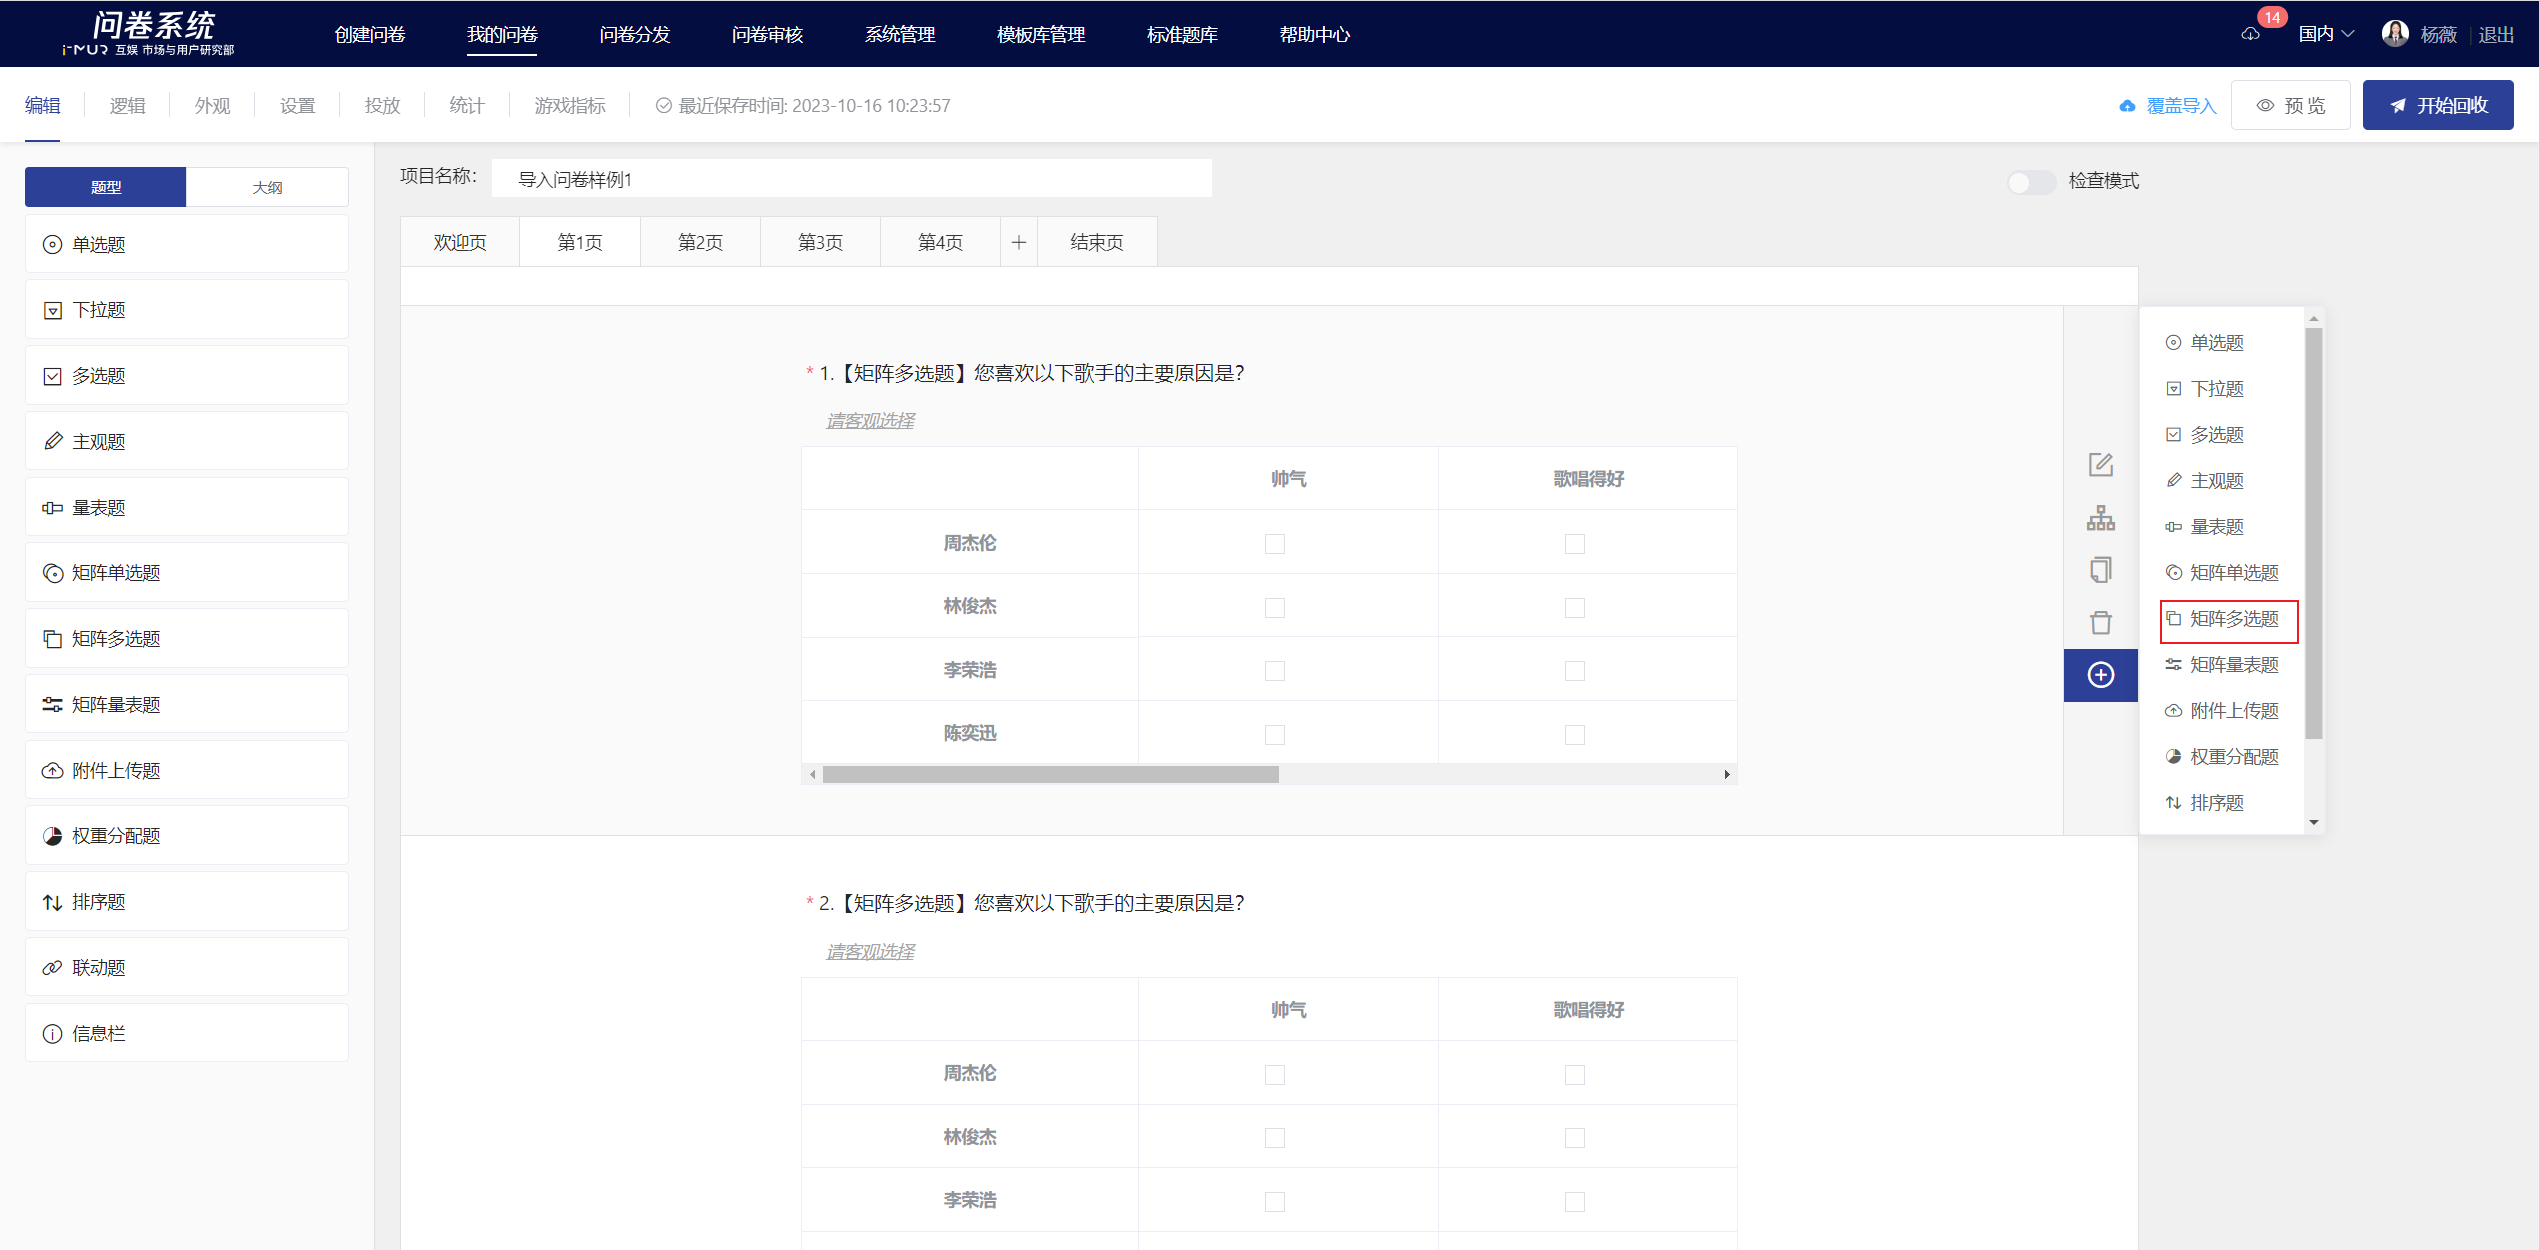 问卷系统
i-MUR 互娱 市场与用户研究部
创建问卷 我的问卷 问卷分发 问卷审核 系统管理 模板库管理 标准题库 帮助中心
14 国内 杨薇 退出
编辑 逻辑 外观 设置 投放 统计 游戏指标 最近保存时间: 2023-10-16 10:23:57
覆盖导入 预 览 开始回收
题型 大纲
单选题
下拉题
多选题
主观题
量表题
矩阵单选题
矩阵多选题
矩阵量表题
附件上传题
权重分配题
排序题
联动题
信息栏
项目名称: 导入问卷样例1
检查模式
欢迎页 第1页 第2页 第3页 第4页 + 结束页
* 1.【矩阵多选题】您喜欢以下歌手的主要原因是?
请客观选择
帅气 歌唱得好
周杰伦
林俊杰
李荣浩
陈奕迅
* 2.【矩阵多选题】您喜欢以下歌手的主要原因是?
请客观选择
帅气 歌唱得好
周杰伦
林俊杰
李荣浩
单选题
下拉题
多选题
主观题
量表题
矩阵单选题
矩阵多选题
矩阵量表题
附件上传题
权重分配题
排序题